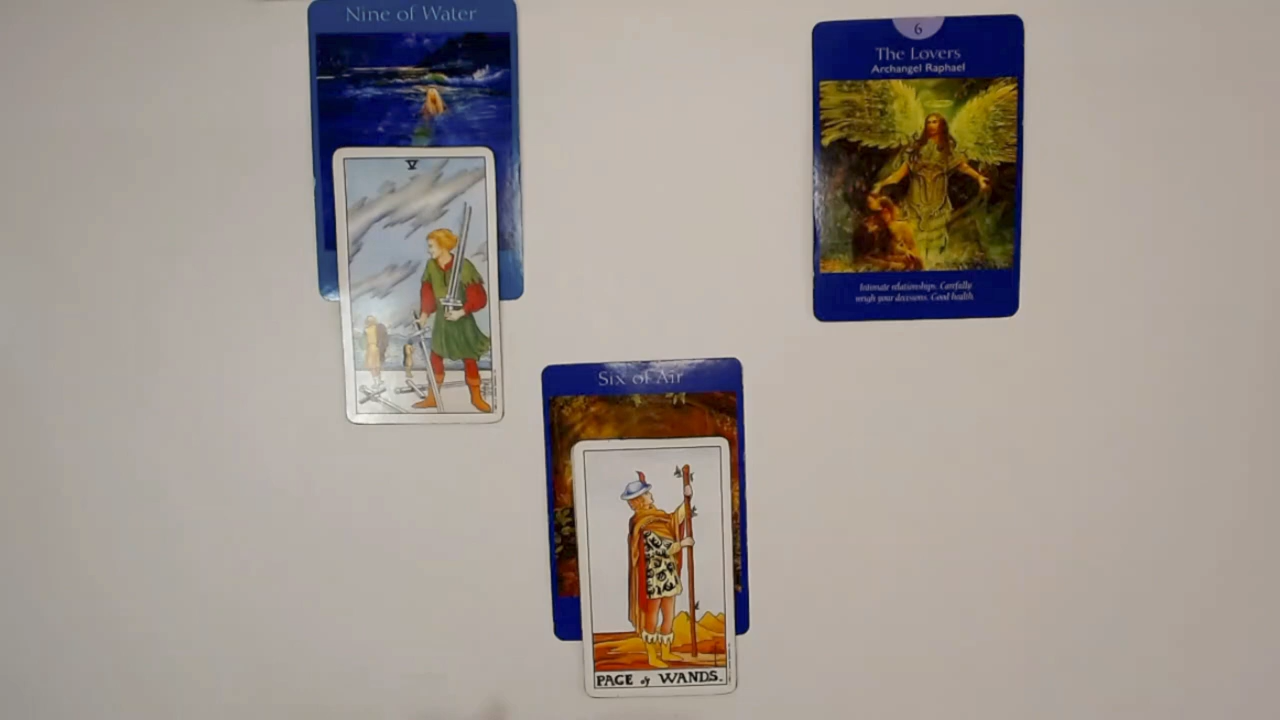 Nine of Water
V
6
The Lovers
Archangel Raphael
Intimate relationships. Carefully
weigh your decisions. Good health.
Six of Air
PAGE of WANDS.